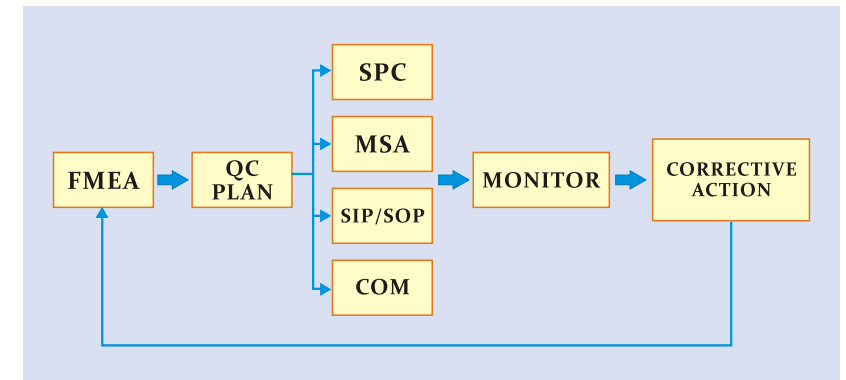 FMEA
QC
PLAN
SPC
MSA
SIP/SOP
COM
MONITOR
CORRECTIVE
ACTION